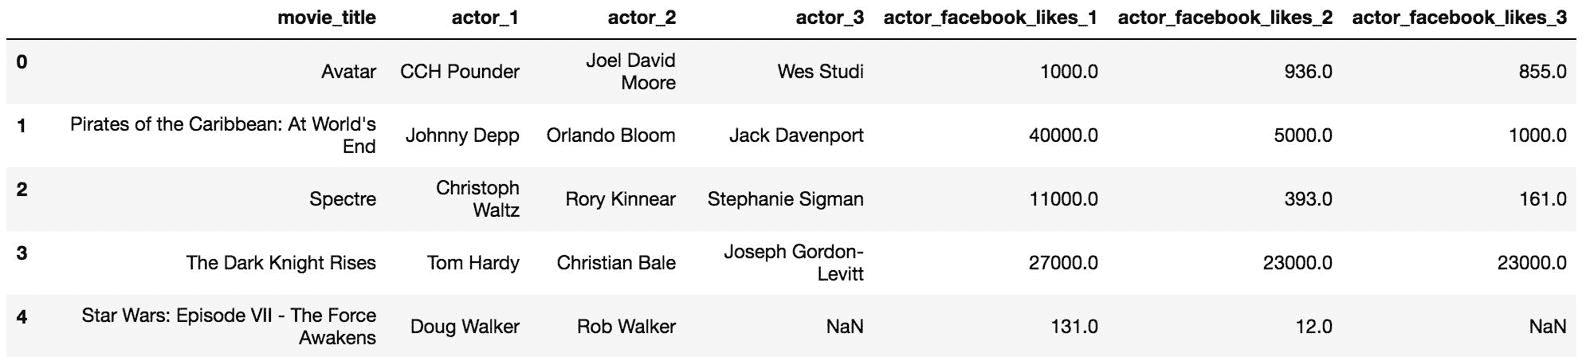 movie_title actor_1 actor_2 actor_3 actor_facebook_likes_1 actor_facebook_likes_2 actor_facebook_likes_3
0 Avatar CCH Pounder Joel David Moore Wes Studi 1000.0 936.0 855.0
1 Pirates of the Caribbean: At World's End Johnny Depp Orlando Bloom Jack Davenport 40000.0 5000.0 1000.0
2 Spectre Christoph Waltz Rory Kinnear Stephanie Sigman 11000.0 393.0 161.0
3 The Dark Knight Rises Tom Hardy Christian Bale Joseph Gordon-Levitt 27000.0 23000.0 23000.0
4 Star Wars: Episode VII - The Force Awakens Doug Walker Rob Walker NaN 131.0 12.0 NaN